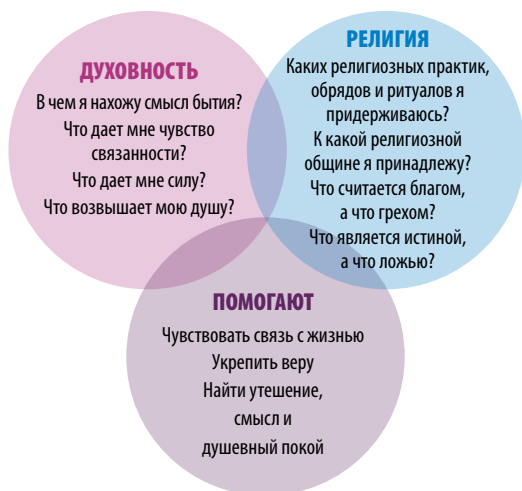 ДУХОВНОСТЬ
В чем я нахожу смысл бытия?
Что дает мне чувство
связанности?
Что дает мне силу?
Что возвышает мою душу?
РЕЛИГИЯ
Каких религиозных практик,
обрядов и ритуалов я
придерживаюсь?
К какой религиозной
общине я принадлежу?
Что считается благом,
а что грехом?
Что является истиной,
а что ложью?
ПОМОГАЮТ
Чувствовать связь с жизнью
Укрепить веру
Найти утешение,
смысл и
душевный покой